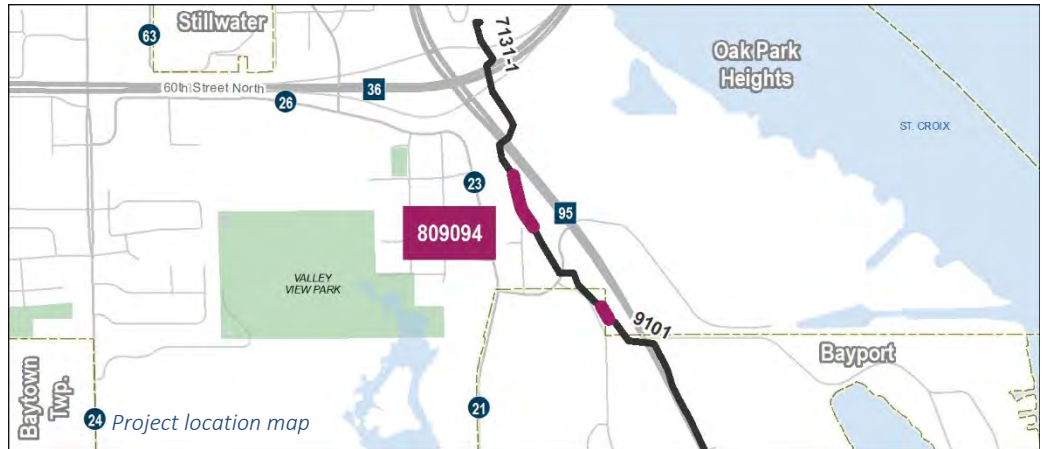 Stillwater
63
7131-1
Oak Park
Heights
60th Street North
36
26
ST. CROIX
23
95
809094
VALLEY
VIEW PARK
9101
Bayport
Baytown
Twp.
21
24
Project location map